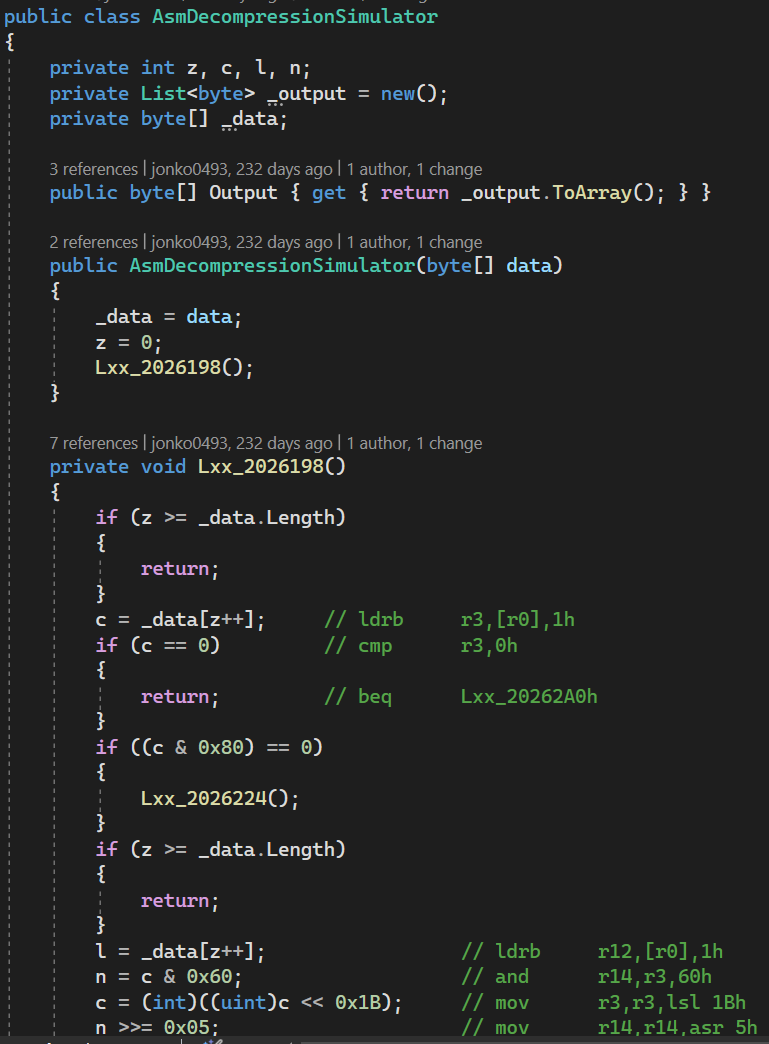 public class AsmDecompressionSimulator
{
    private int z, c, l, n;
    private List<byte> _output = new();
    private byte[] _data;

    3 references | jonko0493, 232 days ago | 1 author, 1 change
    public byte[] Output { get { return _output.ToArray(); } }

    2 references | jonko0493, 232 days ago | 1 author, 1 change
    public AsmDecompressionSimulator(byte[] data)
    {
        _data = data;
        z = 0;
        Lxx_2026198();
    }

    7 references | jonko0493, 232 days ago | 1 author, 1 change
    private void Lxx_2026198()
    {
        if (z >= _data.Length)
        {
            return;
        }
        c = _data[z++];     // ldrb     r3,[r0],1h
        if (c == 0)         // cmp      r3,0h
        {
            return;         // beq      Lxx_20262A0h
        }
        if ((c & 0x80) == 0)
        {
            Lxx_2026224();
        }
        if (z >= _data.Length)
        {
            return;
        }
        l = _data[z++];                 // ldrb     r12,[r0],1h
        n = c & 0x60;                   // and      r14,r3,60h
        c = (int)((uint)c << 0x1B);     // mov      r3,r3,lsl 1Bh
        n >>= 0x05;                     // mov      r14,r14,asr 5h